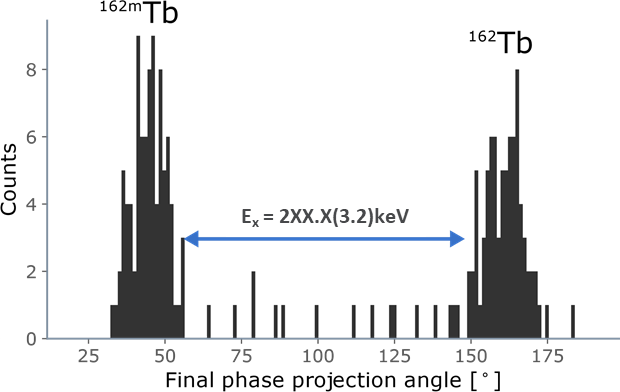 162mTb
162Tb
8
6
4
2
0
Counts
Ex = 2XX.X(3.2)keV
25 50 75 100 125 150 175
Final phase projection angle [°]